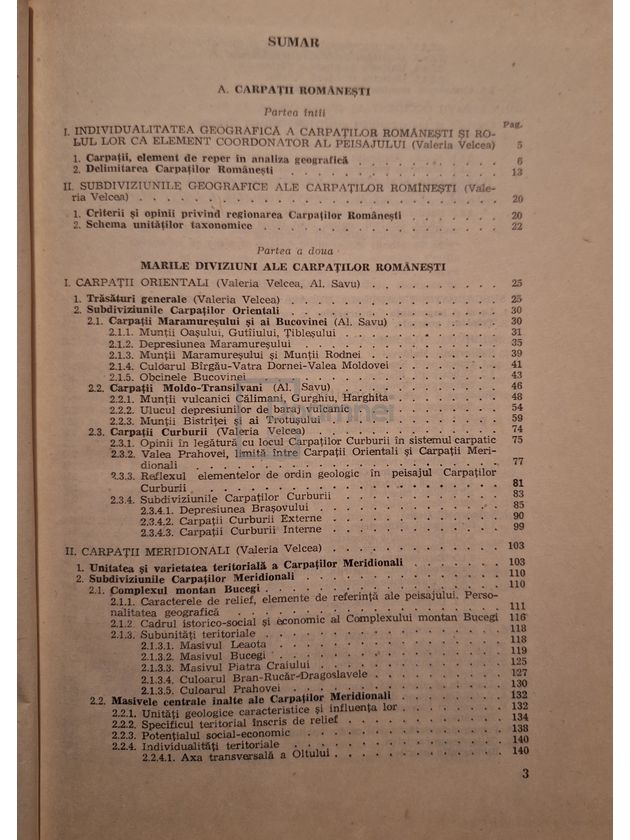 SUMAR
A. CARPAȚII ROMÂNEȘTI
Partea întîi
Pag.
I. INDIVIDUALITATEA GEOGRAFICĂ A CARPAȚILOR ROMÂNEȘTI ȘI RO-
LUL LOR CA ELEMENT COORDONATOR AL PEISAJULUI (Valeria Velcea) 5
1. Carpații, element de reper în analiza geografică 6
2. Delimitarea Carpaților Românești 13
II. SUBDIVIZIUNILE GEOGRAFICE ALE CARPAȚILOR ROMÎNEȘTI (Vale-
ria Velcea) 20
1. Criterii și opinii privind regionarea Carpaților Românești 20
2. Schema unităților taxonomice 22
Partea a doua
MARILE DIVIZIUNI ALE CARPAȚILOR ROMÂNEȘTI
I. CARPAȚII ORIENTALI (Valeria Velcea, Al. Savu) 25
1. Trăsături generale (Valeria Velcea) 25
2. Subdiviziunile Carpaților Orientali 30
2.1. Carpații Maramureșului și ai Bucovinei (Al. Savu) 30
2.1.1. Munții Oașului, Gutîiului, Țibleșului 31
2.1.2. Depresiunea Maramureșului 35
2.1.3. Munții Maramureșului și Munții Rodnei 39
2.1.4. Culoarul Bîrgău-Vatra Dornei-Valea Moldovei 41
2.1.5. Obcinele Bucovinei 43
2.2. Carpații Moldo-Transilvani (Al. Savu) 46
2.2.1. Munții vulcanici Călimani, Gurghiu, Harghita 48
2.2.2. Ulucul depresiunilor de baraj vulcanic 54
2.2.3. Munții Bistriței și ai Trotușului 59
2.3. Carpații Curburii (Valeria Velcea) 74
2.3.1. Opinii în legătură cu locul Carpaților Curburii în sistemul carpatic 75
2.3.2. Valea Prahovei, limită între Carpații Orientali și Carpații Meri-
dionali 77
2.3.3. Reflexul elementelor de ordin geologic în peisajul Carpaților
Curburii 81
2.3.4. Subdiviziunile Carpaților Curburii 83
2.3.4.1. Depresiunea Brașovului 85
2.3.4.2. Carpații Curburii Externe 90
2.3.4.3. Carpații Curburii Interne 99
II. CARPAȚII MERIDIONALI (Valeria Velcea) 103
1. Unitatea și varietatea teritorială a Carpaților Meridionali 103
2. Subdiviziunile Carpaților Meridionali 110
2.1. Complexul montan Bucegi 110
2.1.1. Caracterele de relief, elemente de referință ale peisajului. Perso-
nalitatea geografică 111
2.1.2. Cadrul istorico-social și economic al Complexului montan Bucegi 116
2.1.3. Subunități teritoriale 118
2.1.3.1. Masivul Leaota 118
2.1.3.2. Masivul Bucegi 119
2.1.3.3. Masivul Piatra Craiului 125
2.1.3.4. Culoarul Bran-Rucăr-Dragoslavele 127
2.1.3.5. Culoarul Prahovei 130
2.2. Masivele centrale înalte ale Carpaților Meridionali 132
2.2.1. Unități geologice caracteristice și influența lor 132
2.2.2. Specificul teritorial înscris de relief 134
2.2.3. Potențialul social-economic 138
2.2.4. Individualități teritoriale 140
2.2.4.1. Axa transversală a Oltului 140
3